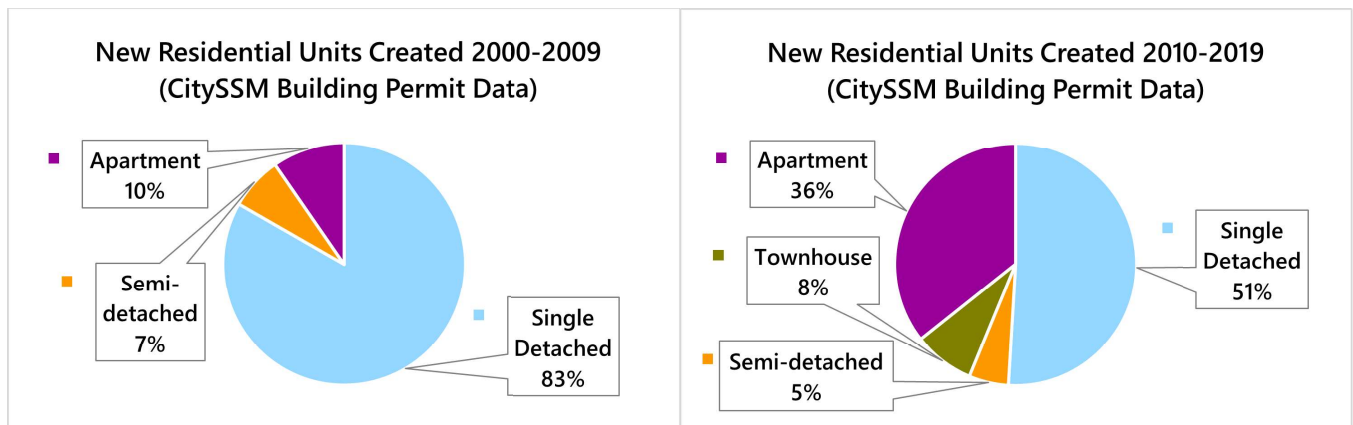 New Residential Units Created 2000-2009
(CitySSM Building Permit Data)
Apartment
10%
Semi-
detached
7%
Single
Detached
83%
New Residential Units Created 2010-2019
(CitySSM Building Permit Data)
Apartment
36%
Townhouse
8%
Semi-detached
5%
Single
Detached
51%